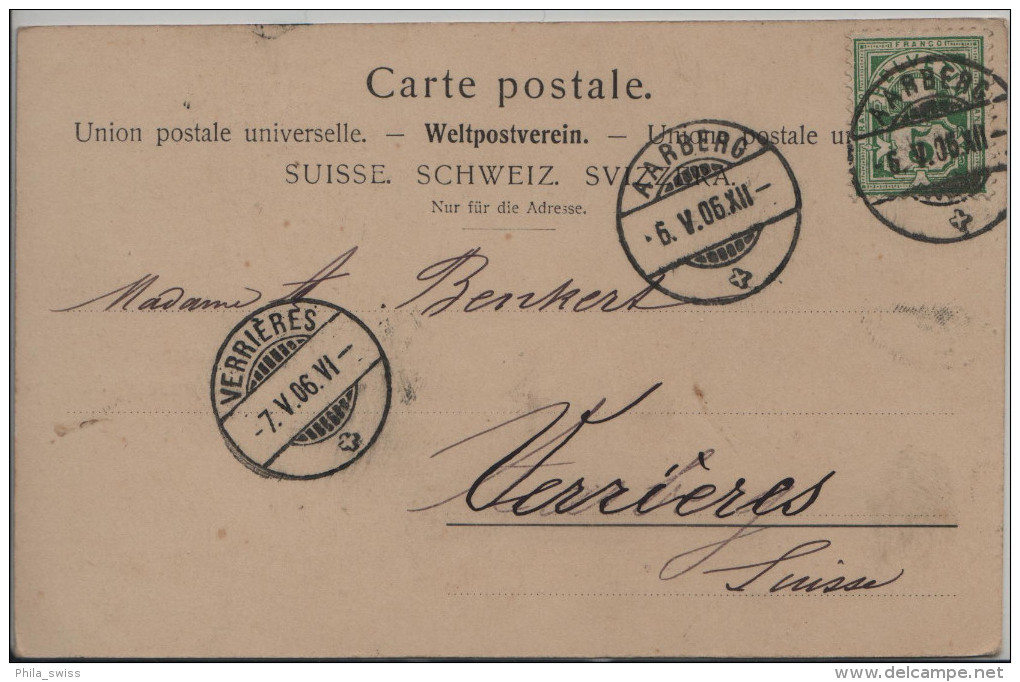 Carte postale.
Union postale universelle. — Weltpostverein. — Union postale u
SUISSE. SCHWEIZ. SVIZZERA.
Nur für die Adresse.
FRANCO
AARBERG
6. V. 06. XII
AARBERG
6. V. 06. XII –
Madame Benkert
VERRIÈRES
-7. V. 06. VI –
Verrières
Suisse
Phila_swiss
www.delcampe.net